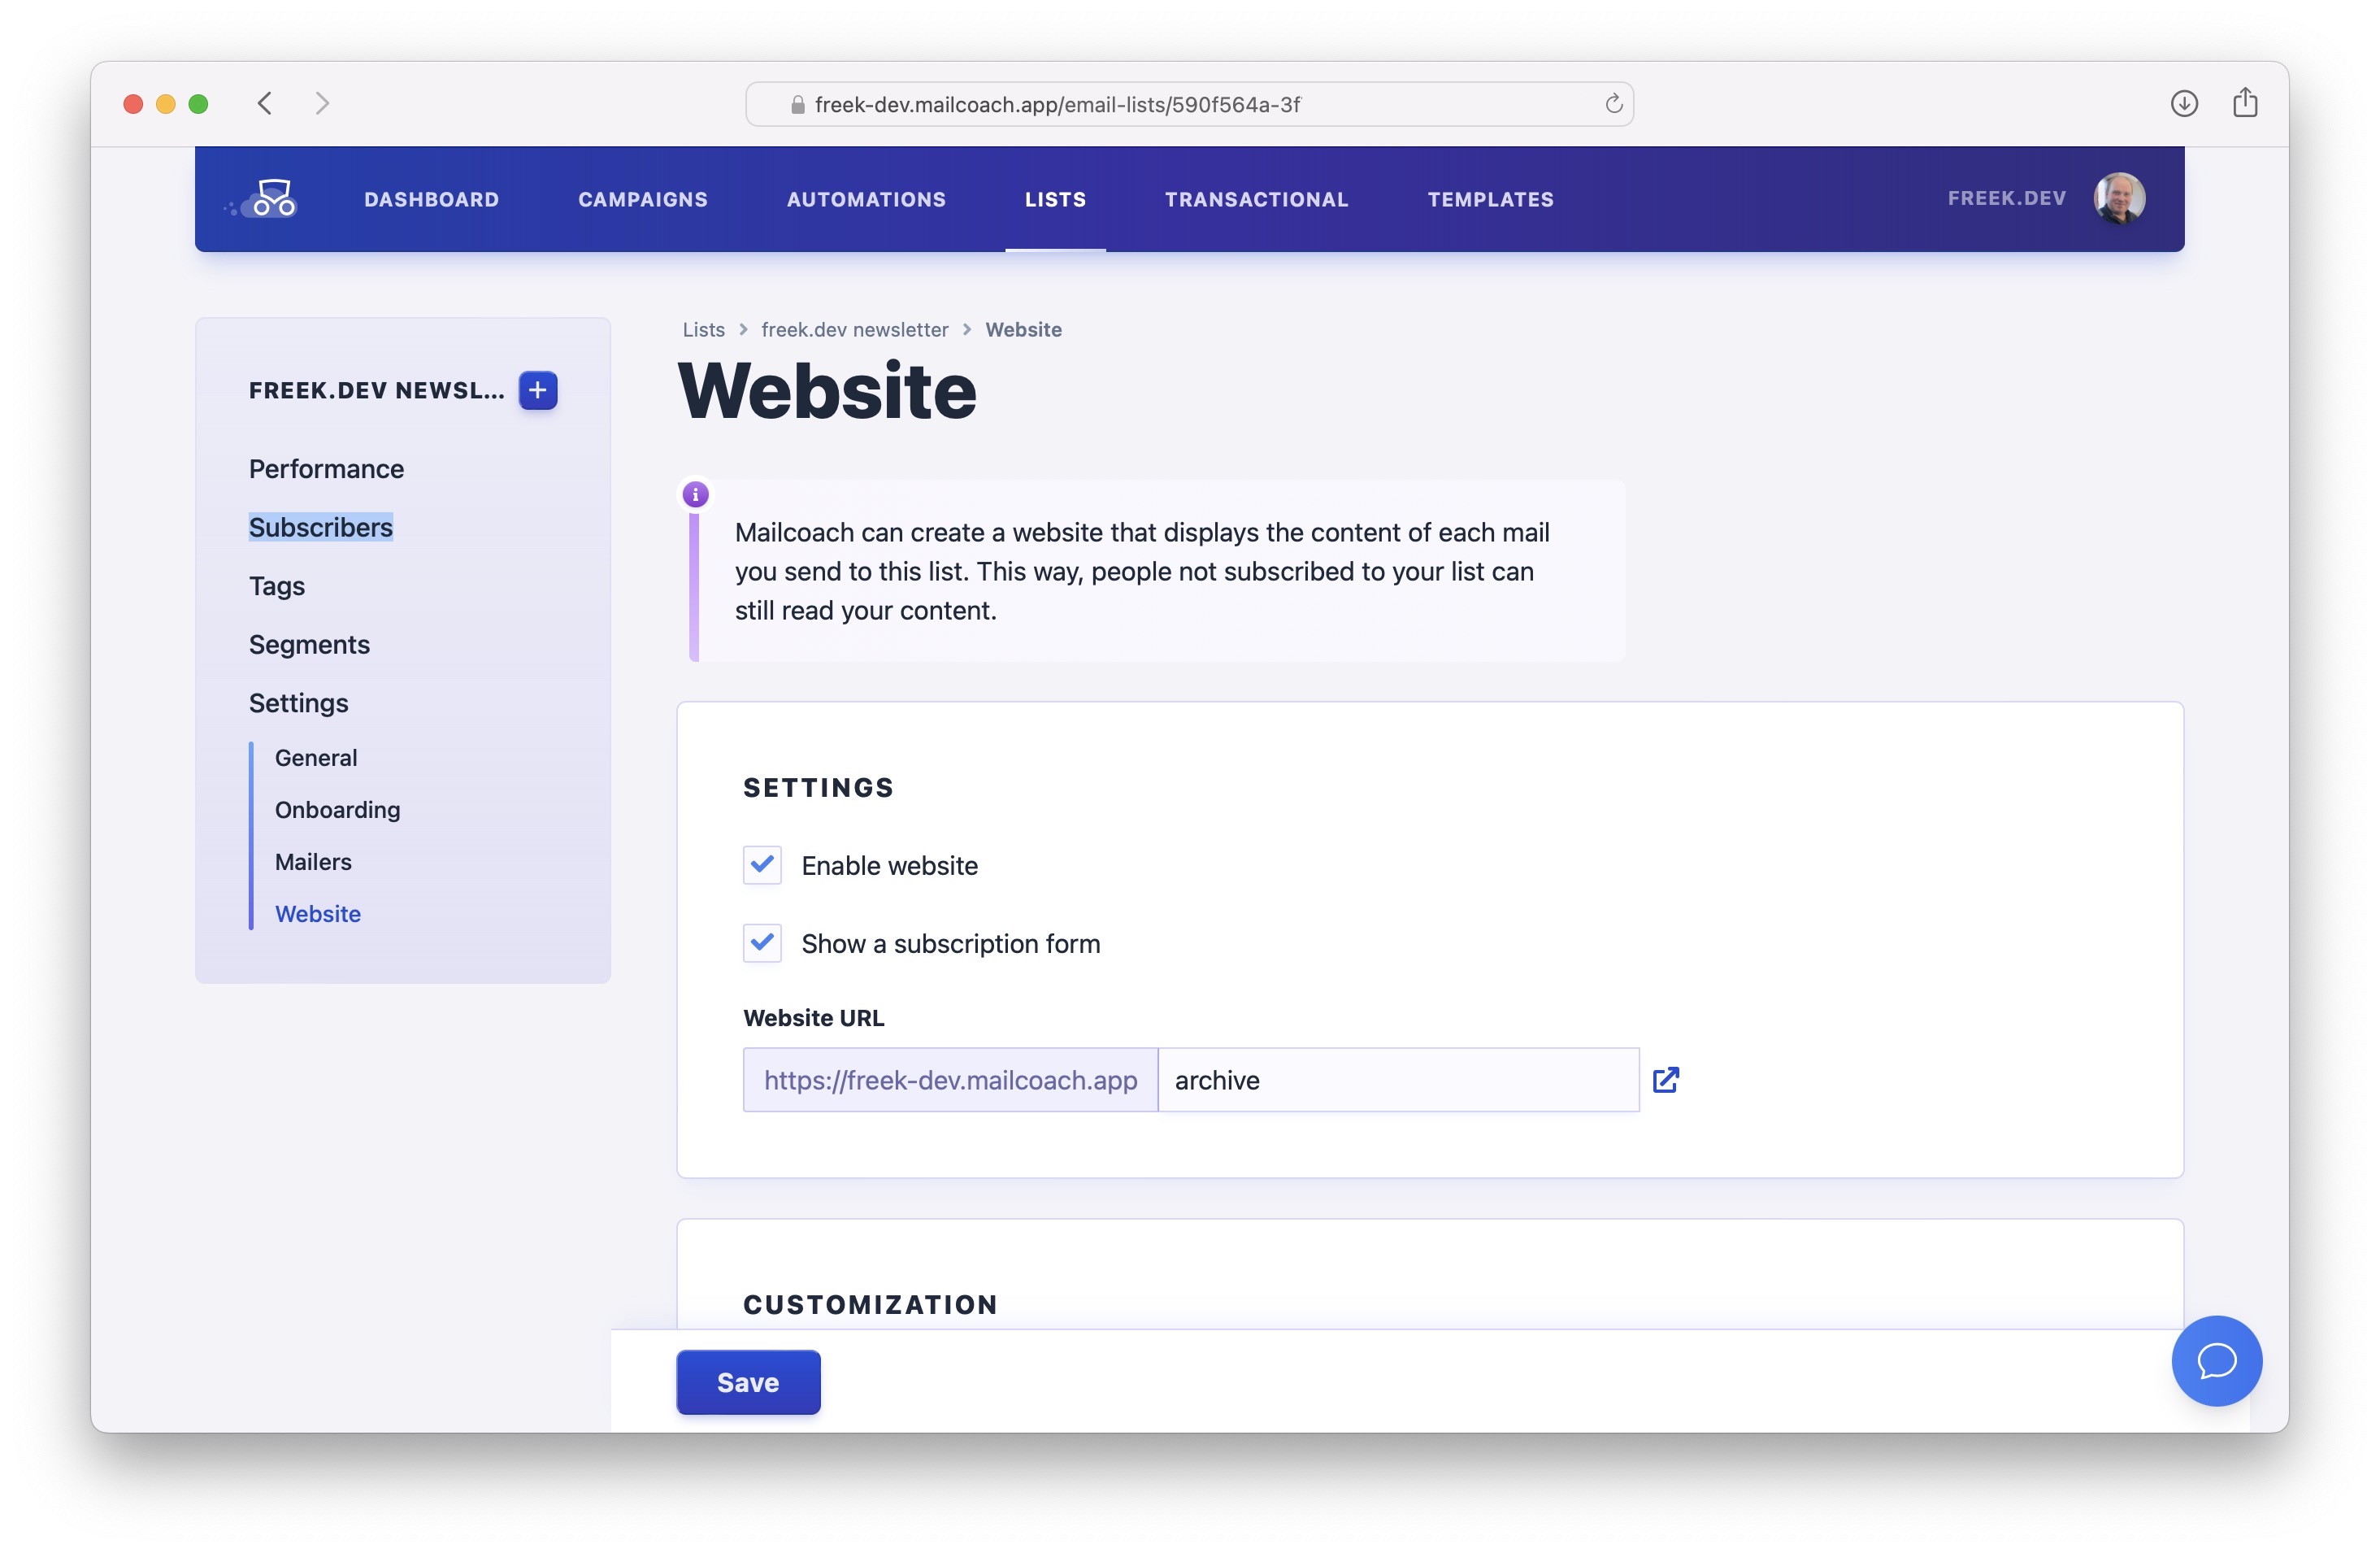 freek-dev.mailcoach.app/email-lists/590f564a-3f
DASHBOARD CAMPAIGNS AUTOMATIONS LISTS TRANSACTIONAL TEMPLATES FREEK.DEV
FREEK.DEV NEWSL...
Performance
Subscribers
Tags
Segments
Settings
General
Onboarding
Mailers
Website
Lists > freek.dev newsletter > Website
Website
Mailcoach can create a website that displays the content of each mail
you send to this list. This way, people not subscribed to your list can
still read your content.
SETTINGS
Enable website
Show a subscription form
Website URL
https://freek-dev.mailcoach.app archive
CUSTOMIZATION
Save